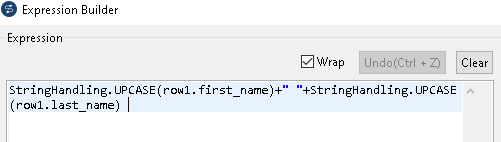 Expression Builder
Expression
Wrap
Undo(Ctrl + Z)
Clear
StringHandling.UPCASE(row1.first_name)+" "+StringHandling.UPCASE
(row1.last_name)